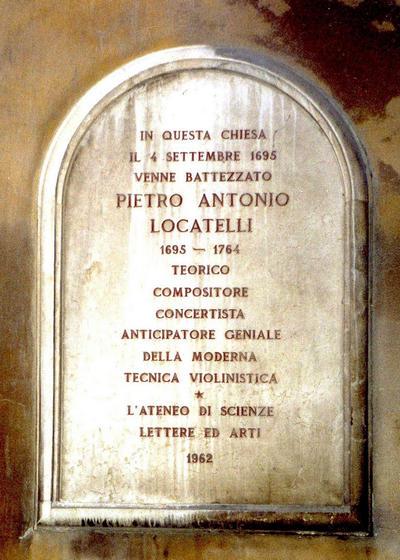 IN QUESTA CHIESA
IL 4 SETTEMBRE 1695
VENNE BATTEZZATO
PIETRO ANTONIO
LOCATELLI
1695 — 1764
TEORICO
COMPOSITORE
CONCERTISTA
ANTICIPATORE GENIALE
DELLA MODERNA
TECNICA VIOLINISTICA
★
L'ATENEO DI SCIENZE
LETTERE ED ARTI
1962